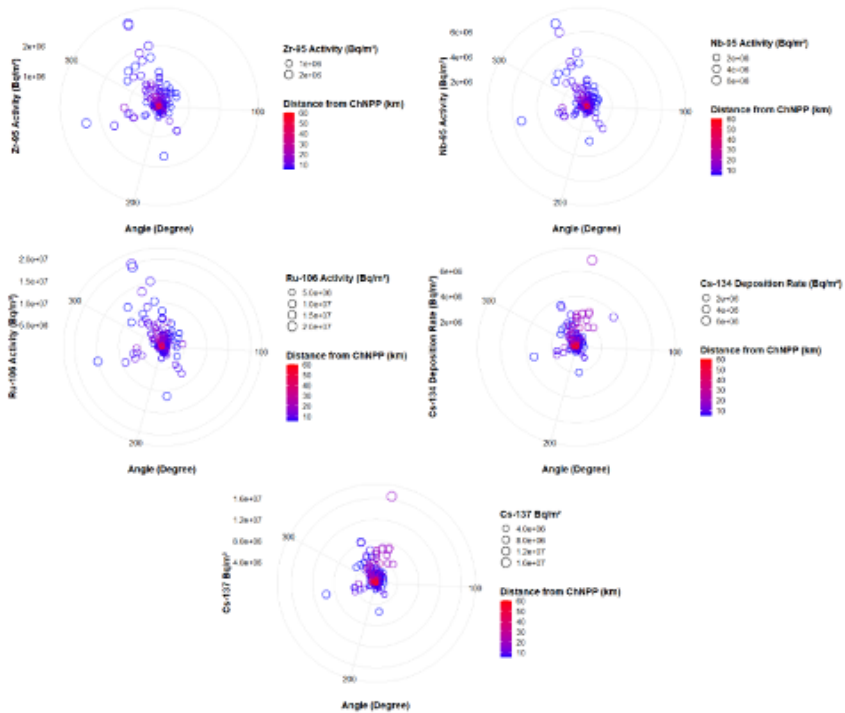 Zr-95 Activity (Bq/m²)
2e+06
1e+06
300
100
200
Angle (Degree)
Zr-95 Activity (Bq/m²)
1e+06
2e+06
Distance from ChNPP (km)
60
50
40
30
20
10
Nb-95 Activity (Bq/m²)
6e+06
4e+06
2e+06
300
100
200
Angle (Degree)
Nb-95 Activity (Bq/m²)
2e+06
4e+06
6e+06
Distance from ChNPP (km)
60
50
40
30
20
10
Ru-106 Activity (Bq/m²)
2.0e+07
1.5e+07
1.0e+07
5.0e+06
300
100
200
Angle (Degree)
Ru-106 Activity (Bq/m²)
5.0e+06
1.0e+07
1.5e+07
2.0e+07
Distance from ChNPP (km)
60
50
40
30
20
10
Cs-134 Deposition Rate (Bq/m²)
6e+06
4e+06
2e+06
300
100
200
Angle (Degree)
Cs-134 Deposition Rate (Bq/m²)
2e+06
4e+06
6e+06
Distance from ChNPP (km)
60
50
40
30
20
10
Cs-137 Bq/m²
1.6e+07
1.2e+07
8.0e+06
4.0e+06
300
100
200
Angle (Degree)
Cs-137 Bq/m²
4.0e+06
8.0e+06
1.2e+07
1.6e+07
Distance from ChNPP (km)
60
50
40
30
20
10